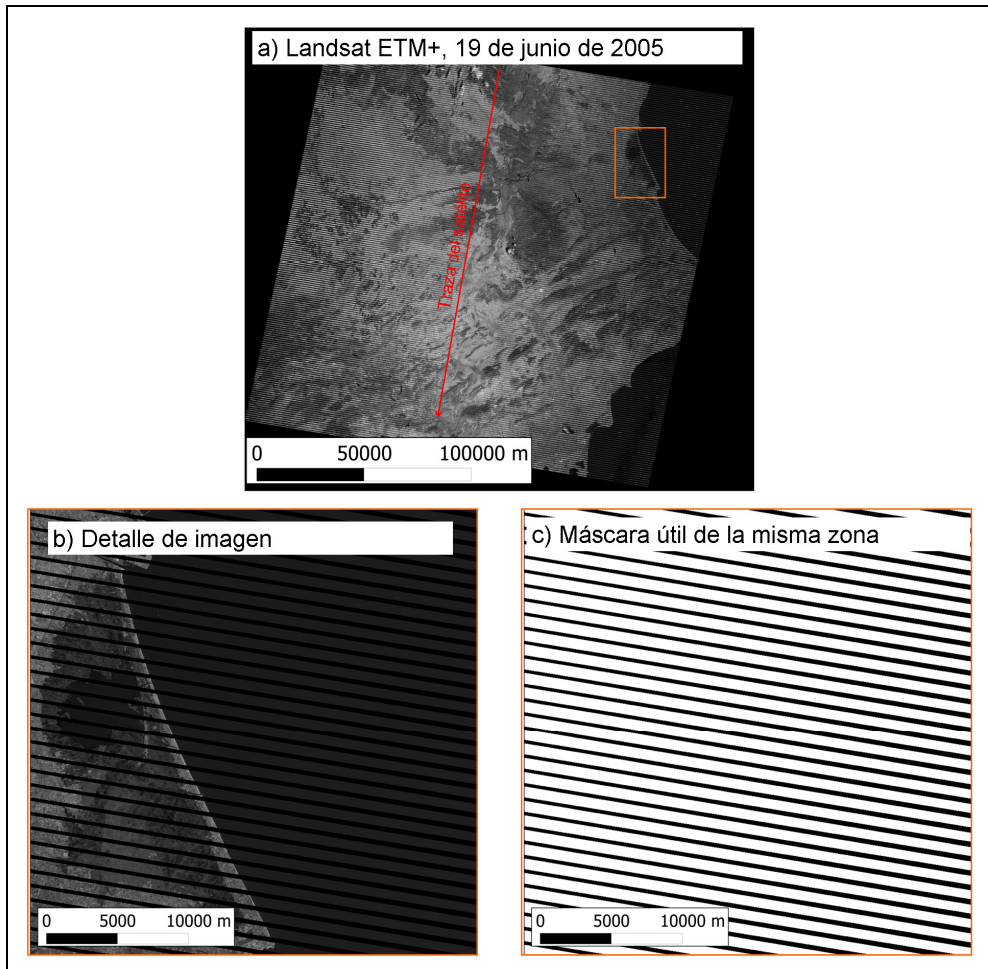 a) Landsat ETM+, 19 de junio de 2005
Traza del satélite
0 50000 100000 m
b) Detalle de imagen
0 5000 10000 m
c) Máscara útil de la misma zona
0 5000 10000 m